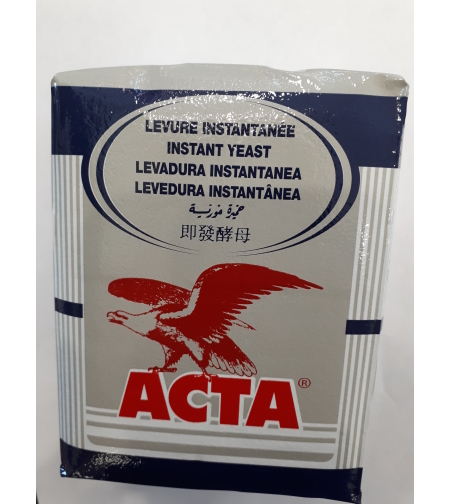 LEVURE INSTANTANÉE
INSTANT YEAST
LEVADURA INSTANTANEA
LEVEDURA INSTANTÂNEA
خميرة فورية
即發酵母
ACTA®